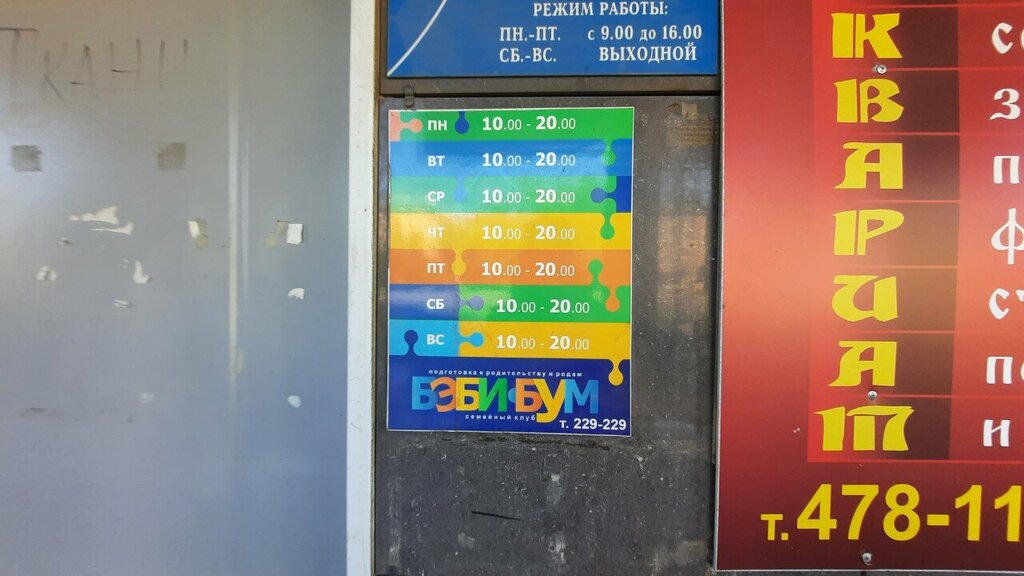 Ткани
РЕЖИМ РАБОТЫ:
ПН.-ПТ. с 9.00 до 16.00
СБ.-ВС. ВЫХОДНОЙ
ПН 10.00 - 20.00
ВТ 10.00 - 20.00
СР 10.00 - 20.00
ЧТ 10.00 - 20.00
ПТ 10.00 - 20.00
СБ 10.00 - 20.00
ВС 10.00 - 20.00
подготовка к родительству и родам
БЭБИ-БУМ
семейный клуб
т. 229-229
К
В
А
Р
Ц
А
Т
т.478-11